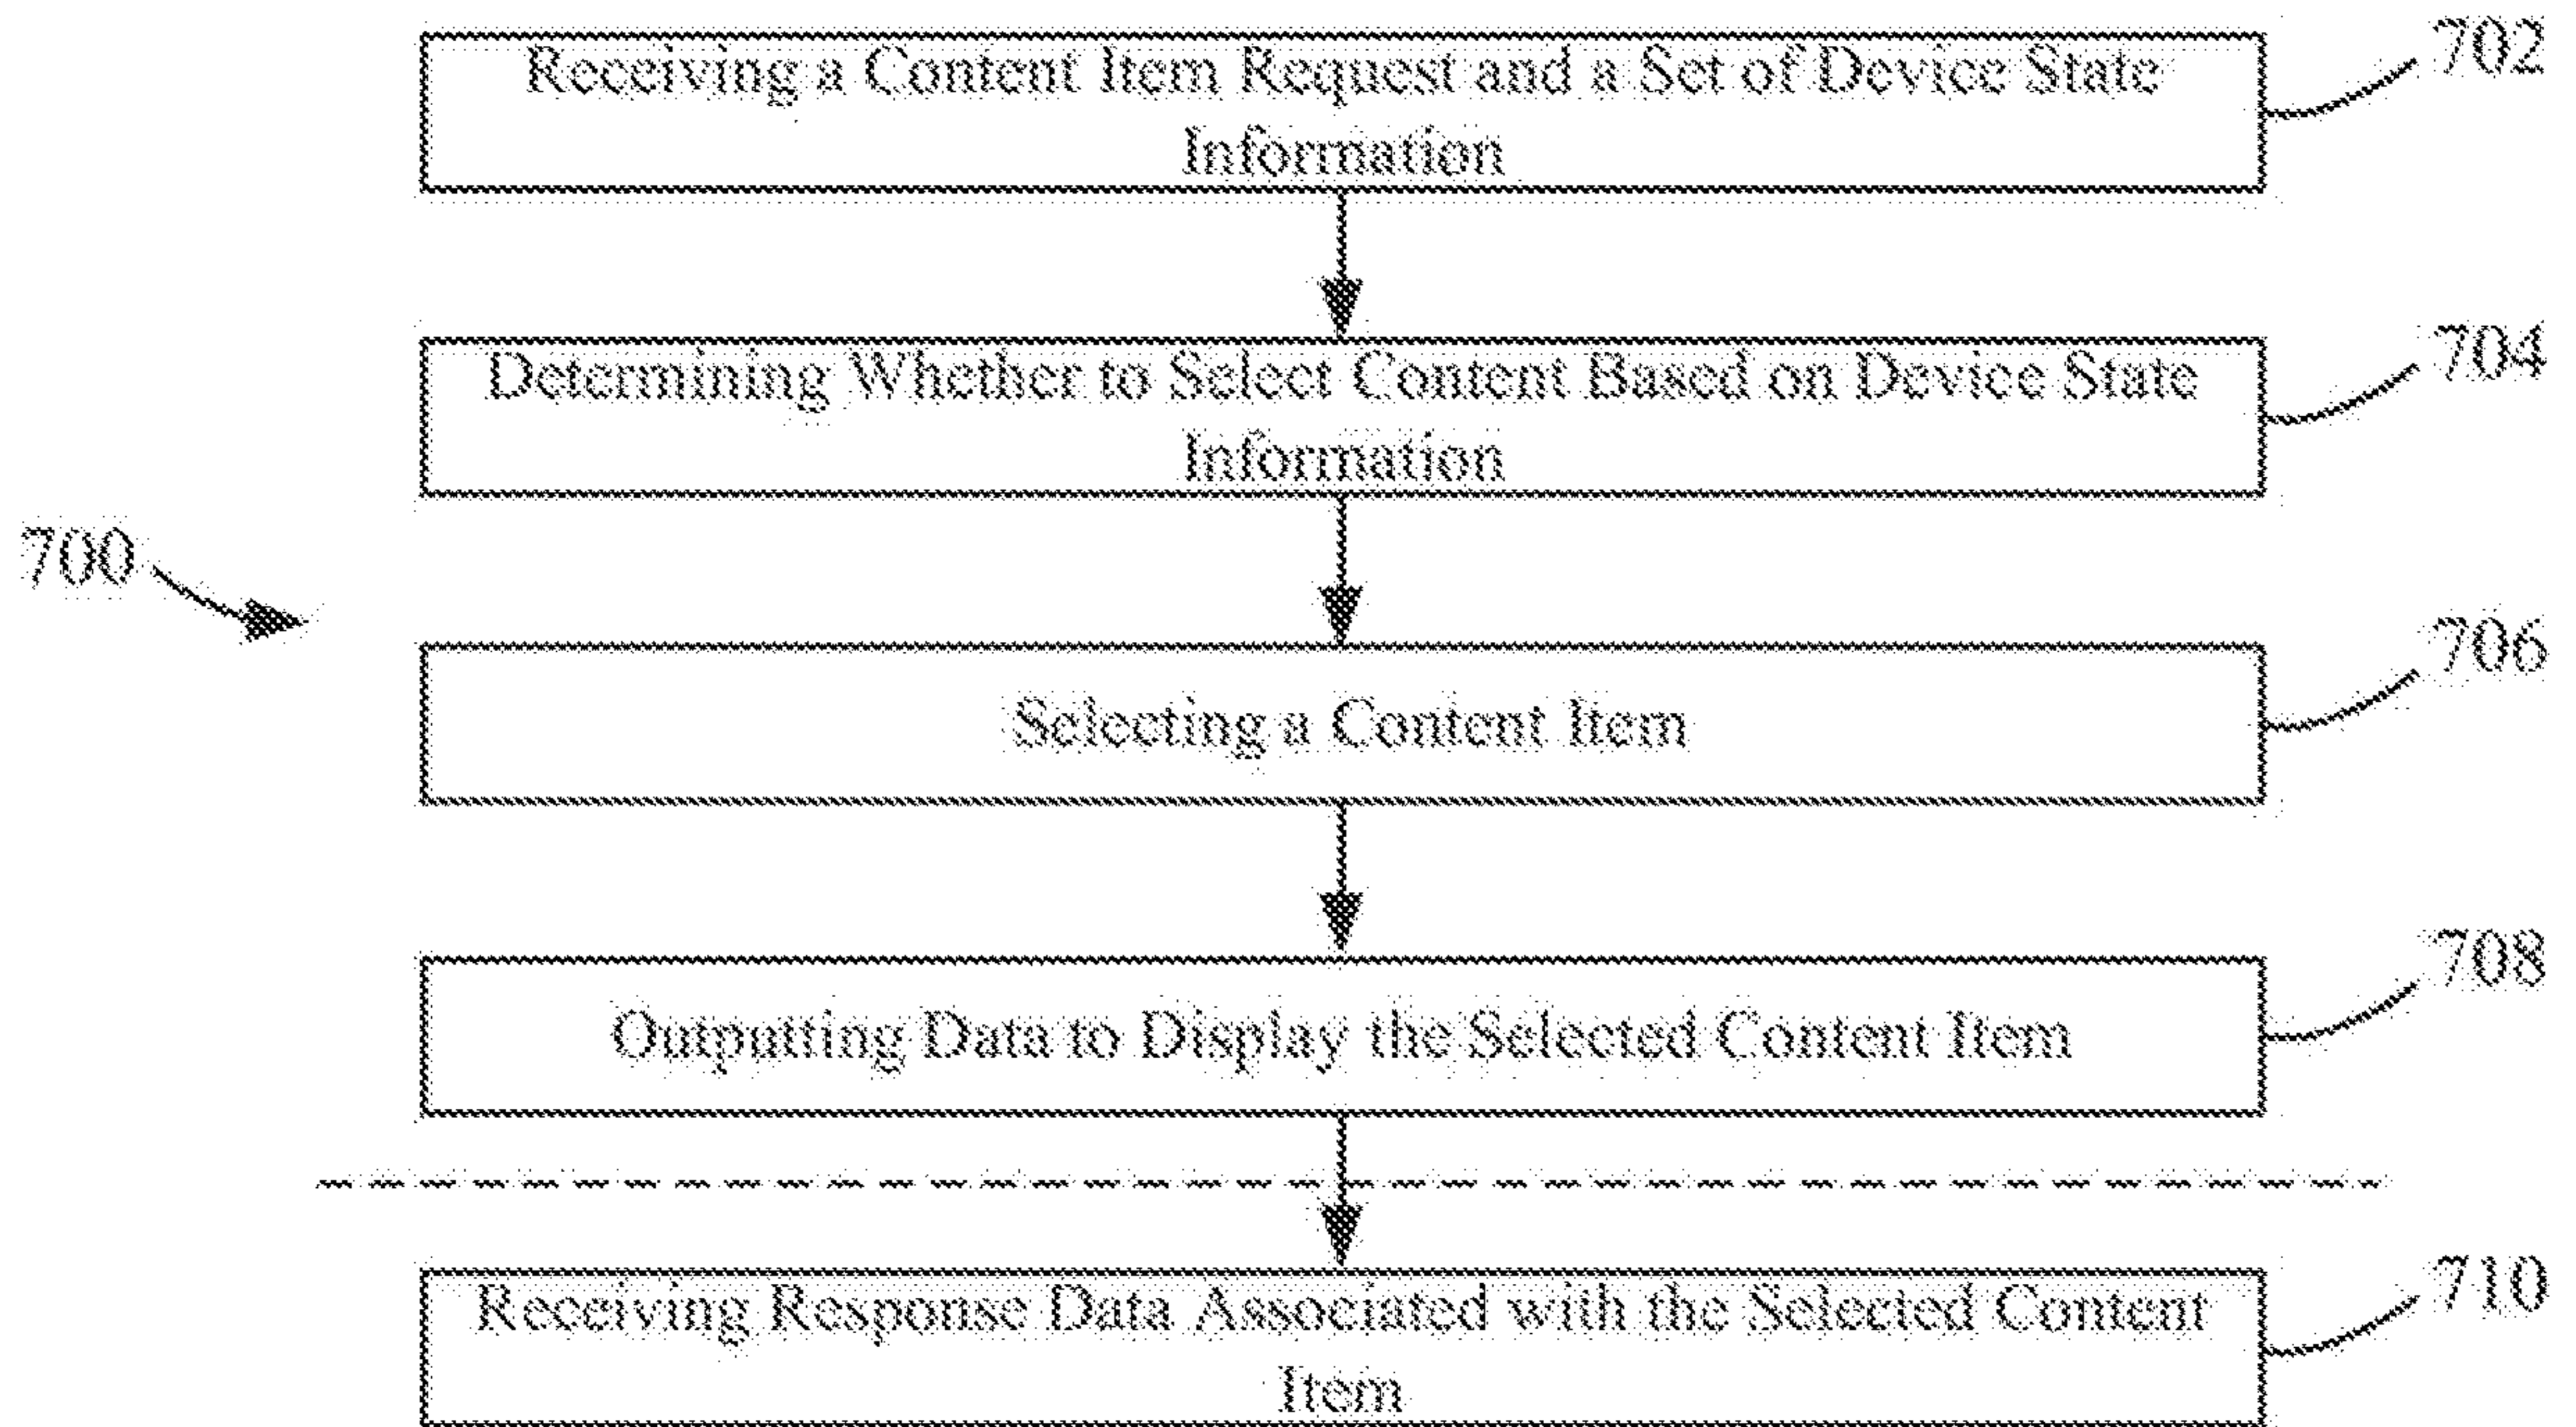 Receiving a Content Item Request and a Set of Device State
Information
702
Determining Whether to Select Content Based on Device State
Information
704
700
Selecting a Content Item
706
Outputting Data to Display the Selected Content Item
708
Receiving Response Data Associated with the Selected Content
Item
710